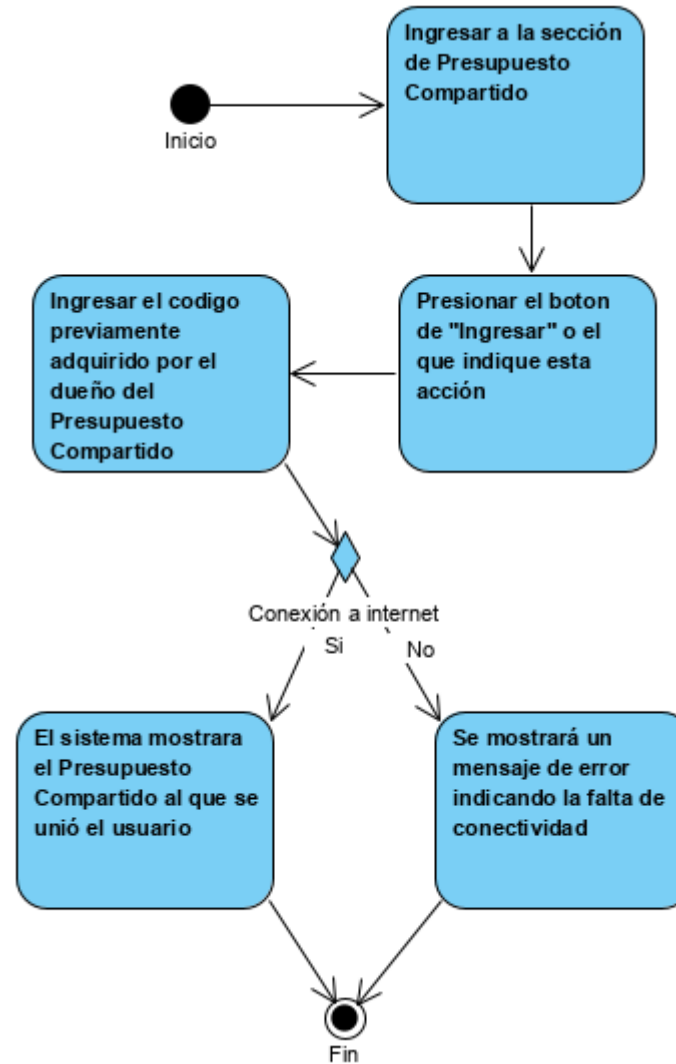 Ingresar a la sección
de Presupuesto
Compartido
Inicio
Presionar el boton
de "Ingresar" o el
que indique esta
acción
Ingresar el codigo
previamente
adquirido por el
dueño del
Presupuesto
Compartido
Conexión a internet
Si
No
El sistema mostrara
el Presupuesto
Compartido al que se
unió el usuario
Se mostrará un
mensaje de error
indicando la falta de
conectividad
Fin